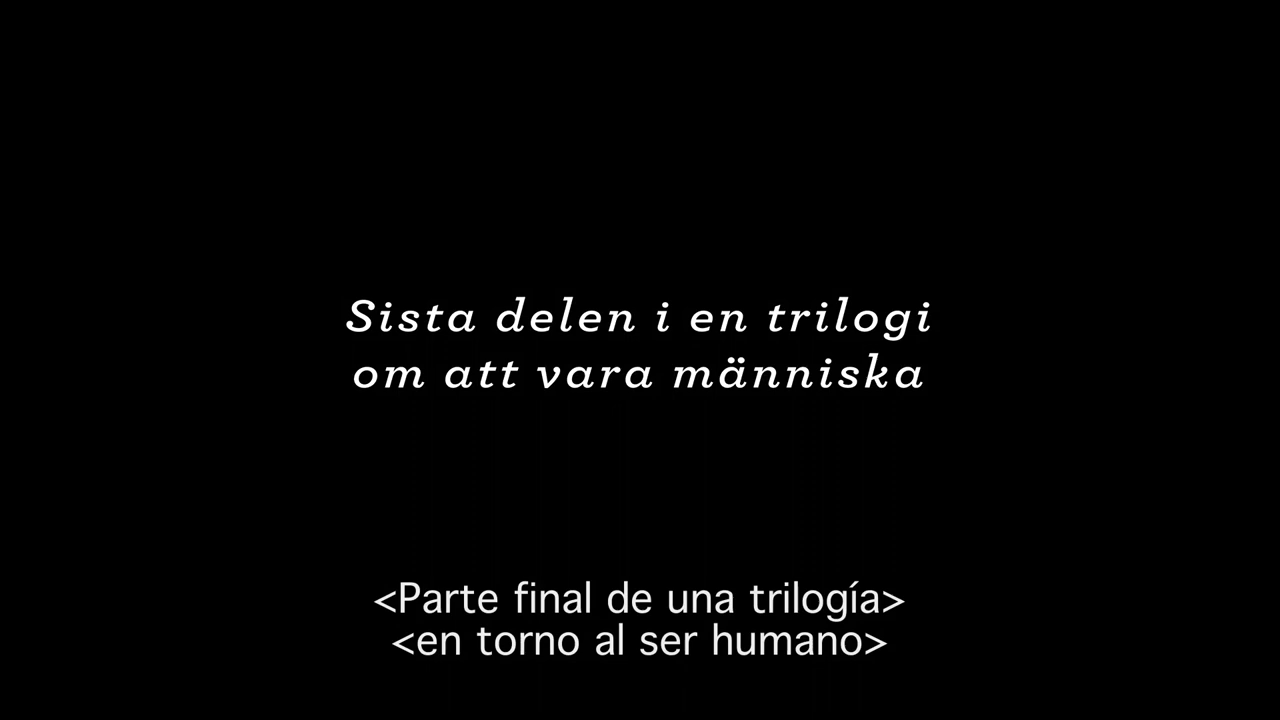 Sista delen i en trilogi
om att vara människa
<Parte final de una trilogía>
<en torno al ser humano>